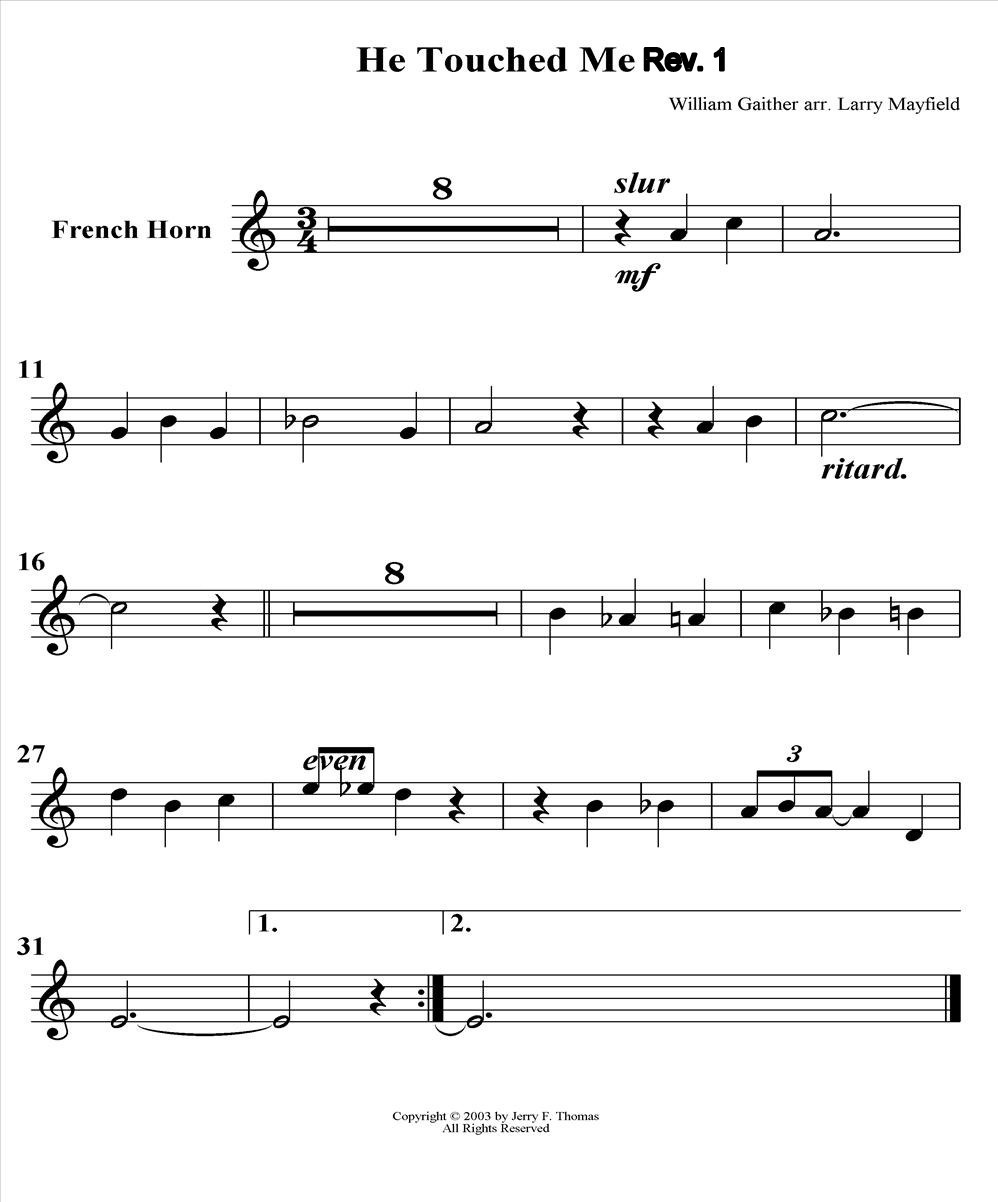 He Touched Me Rev. 1
William Gaither arr. Larry Mayfield
8
slur
French Horn
3
4
mf
11
ritard.
16
8
27
even
3
1.
2.
31
Copyright © 2003 by Jerry F. Thomas
All Rights Reserved